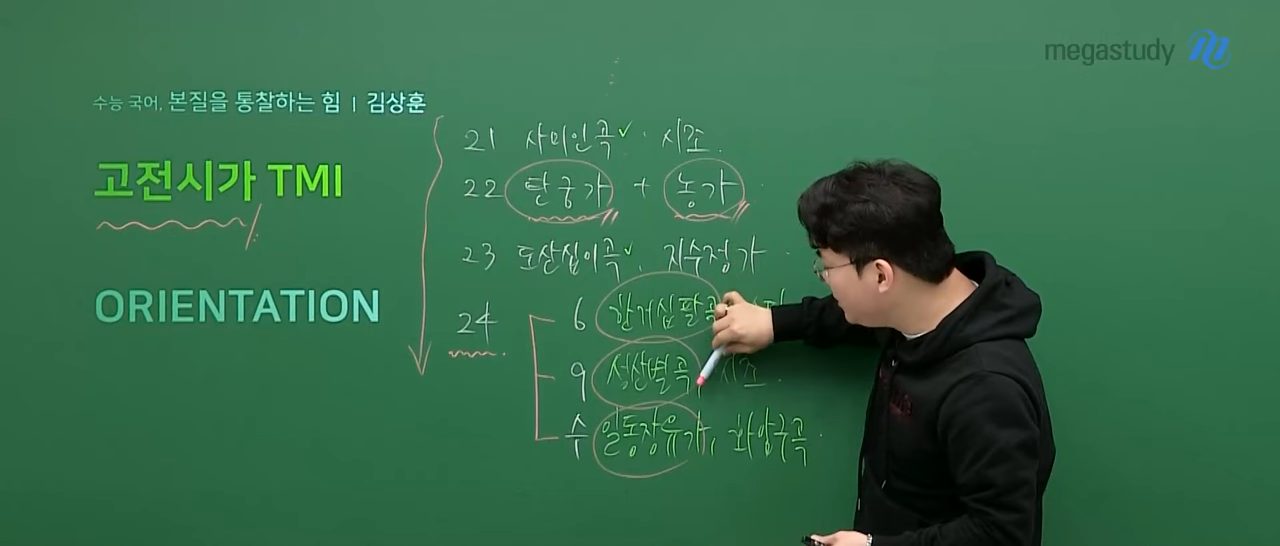 megastudy
수능 국어, 본질을 통찰하는 힘 | 김상훈
고전시가 TMI
ORIENTATION
21 사미인곡✓ · 시조.
22 탄궁가 + 농가
23 도산십이곡✓, 지수정가
24
6 한거십팔곡
9 성산별곡, 시조.
수 일동장유가, 화암구곡